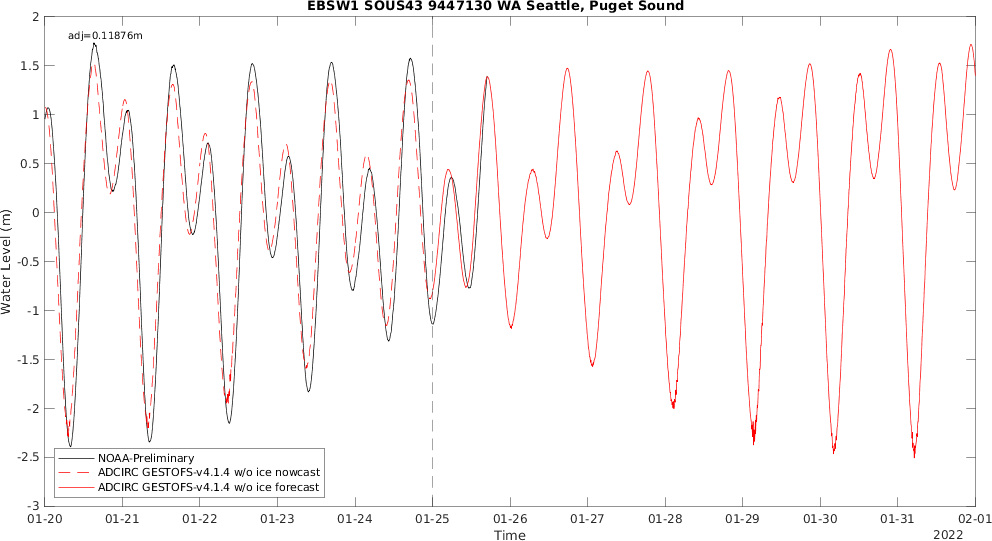 EBSW1 SOUS43 9447130 WA Seattle, Puget Sound
adj=0.11876m
2
1.5
1
0.5
0
-0.5
-1
-1.5
-2
-2.5
-3
Water Level (m)
NOAA-Preliminary
ADCIRC GESTOFS-v4.1.4 w/o ice nowcast
ADCIRC GESTOFS-v4.1.4 w/o ice forecast
01-20 01-21 01-22 01-23 01-24 01-25 01-26 01-27 01-28 01-29 01-30 01-31 02-01
Time
2022